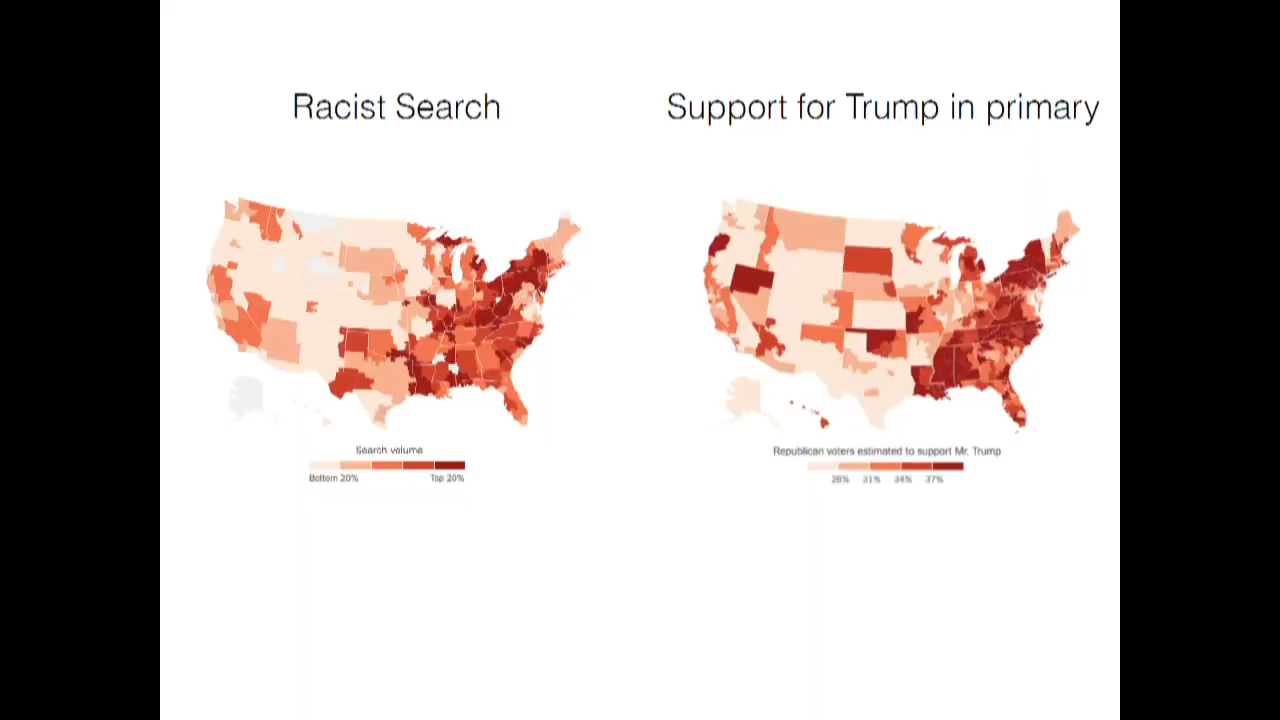 Racist Search
Support for Trump in primary
Search volume
Bottom 20% Top 20%
Republican voters estimated to support Mr. Trump
28% 31% 34% 37%